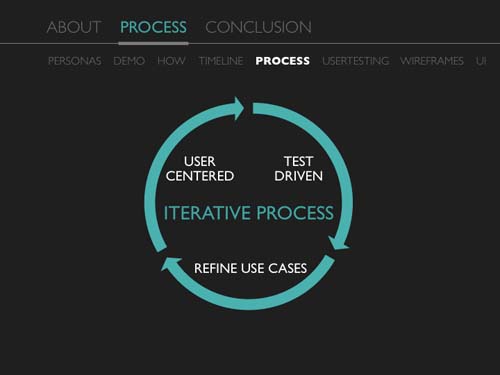 ABOUT PROCESS CONCLUSION
PERSONAS DEMO HOW TIMELINE PROCESS USERTESTING WIREFRAMES UI
USER
CENTERED
TEST
DRIVEN
ITERATIVE PROCESS
REFINE USE CASES